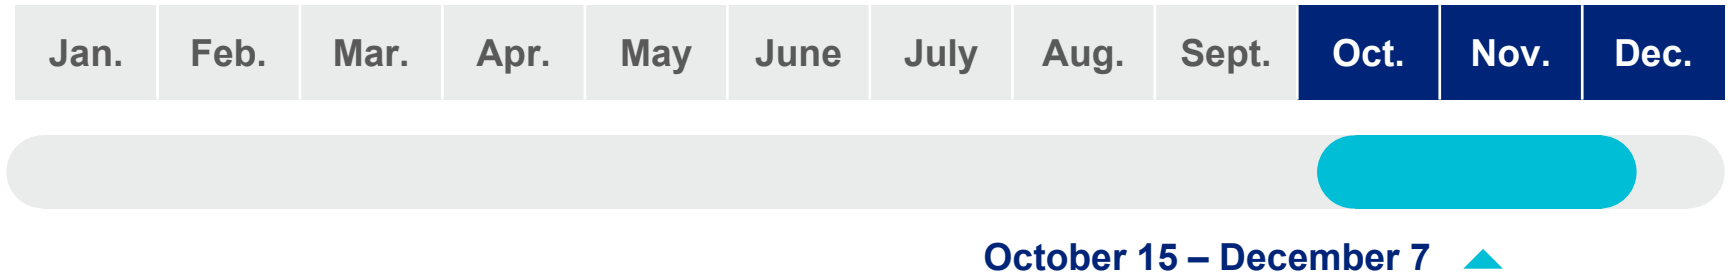 Jan. Feb. Mar. Apr. May June July Aug. Sept. Oct. Nov. Dec.
October 15 – December 7